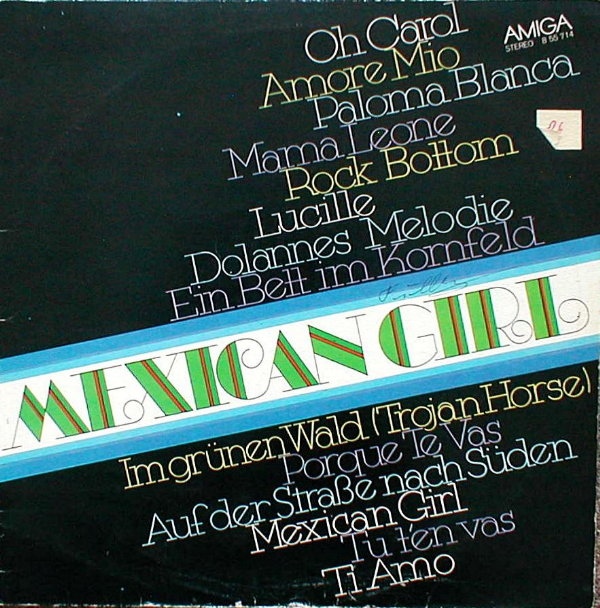 Oh Carol
AMIGA
STEREO 8 55 714
Amore Mio
Paloma Blanca
Mama Leone
Rock Bottom
Lucille
Dolannes Melodie
Ein Bett im Kornfeld
MEXICAN GIRL
Im grünen Wald (Trojan Horse)
Porque Te Vas
Auf der Straße nach Süden
Mexican Girl
Tu ten vas
Ti Amo